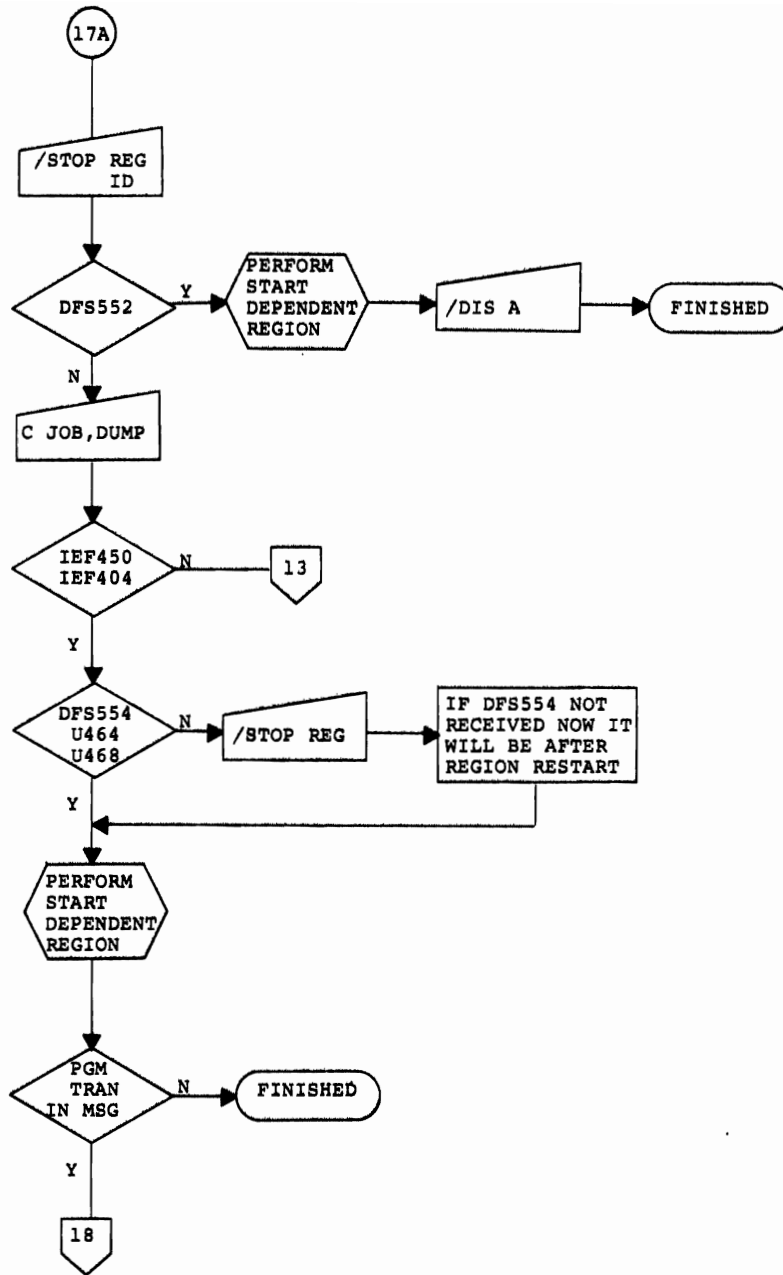 17A
/STOP REG
ID
DFS552
Y
PERFORM
START
DEPENDENT
REGION
/DIS A
FINISHED
N
C JOB,DUMP
IEF450
IEF404
N
13
Y
DFS554
U464
U468
N
/STOP REG
IF DFS554 NOT
RECEIVED NOW IT
WILL BE AFTER
REGION RESTART
Y
PERFORM
START
DEPENDENT
REGION
PGM
TRAN
IN MSG
N
FINISHED
Y
18